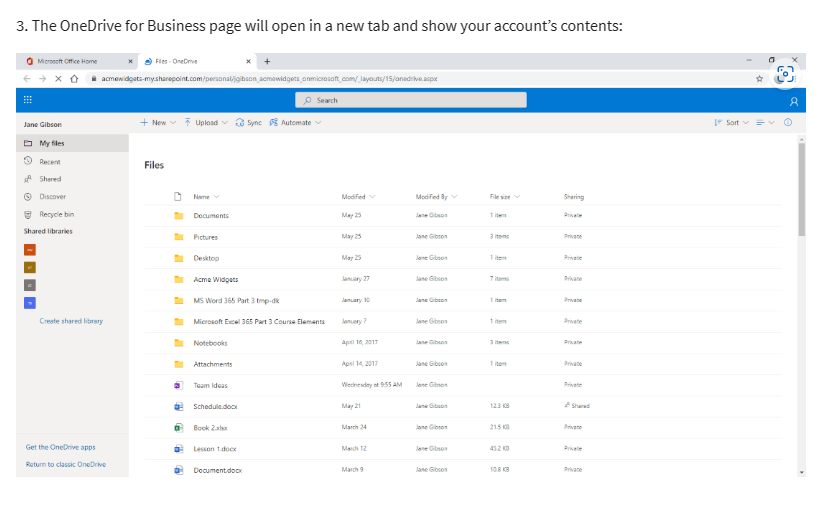 3. The OneDrive for Business page will open in a new tab and show your account's contents:
Microsoft Office Home
Files - OneDrive
acmewidgets-my.sharepoint.com/personal/jgibson_acmewidgets_onmicrosoft_com/_layouts/15/onedrive.aspx
Search
Jane Gibson
New Upload Sync Automate Sort
My files
Recent
Shared
Discover
Recycle bin
Shared libraries
Create shared library
Get the OneDrive apps
Return to classic OneDrive
Files
Name Modified Modified By File size Sharing
Documents May 25 Jane Gibson 1 item Private
Pictures May 25 Jane Gibson 3 items Private
Desktop May 25 Jane Gibson 1 item Private
Acme Widgets January 27 Jane Gibson 7 items Private
MS Word 365 Part 3 tmp-dk January 10 Jane Gibson 1 item Private
Microsoft Excel 365 Part 3 Course Elements January 7 Jane Gibson 1 item Private
Notebooks April 16, 2017 Jane Gibson 3 items Private
Attachments April 14, 2017 Jane Gibson 1 item Private
Team Ideas Wednesday at 9:55 AM Jane Gibson Private
Schedule.docx May 21 Jane Gibson 12.3 KB Shared
Book 2.xlsx March 24 Jane Gibson 21.5 KB Private
Lesson 1.docx March 12 Jane Gibson 45.2 KB Private
Document.docx March 9 Jane Gibson 10.8 KB Private